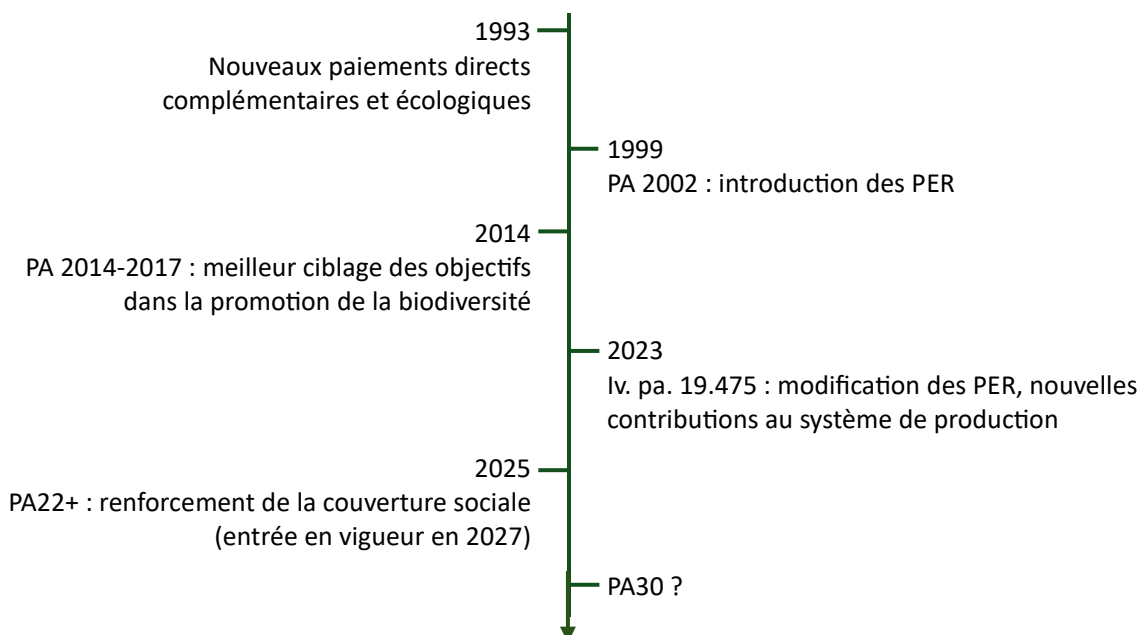 1993
Nouveaux paiements directs
complémentaires et écologiques
1999
PA 2002 : introduction des PER
2014
PA 2014-2017 : meilleur ciblage des objectifs
dans la promotion de la biodiversité
2023
Iv. pa. 19.475 : modification des PER, nouvelles
contributions au système de production
2025
PA22+ : renforcement de la couverture sociale
(entrée en vigueur en 2027)
PA30 ?